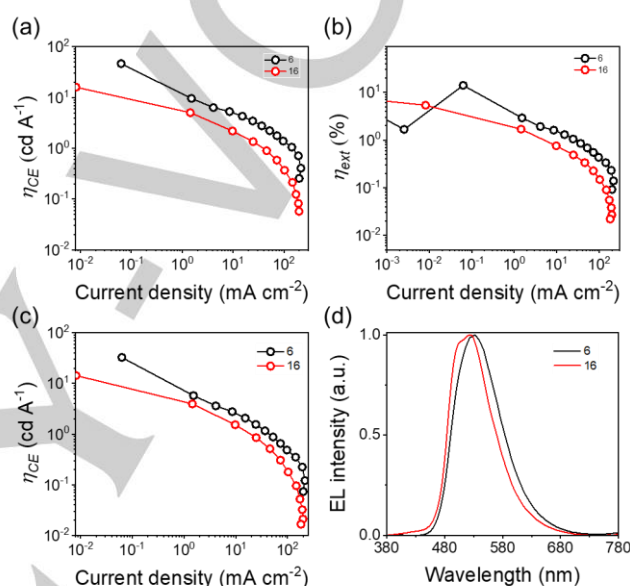 (a)
10²
10¹
10⁰
10⁻¹
10⁻²
η_CE (cd A⁻¹)
6
16
10⁻² 10⁻¹ 10⁰ 10¹ 10²
Current density (mA cm⁻²)
(b)
10¹
10⁰
10⁻¹
10⁻²
η_ext (%)
6
16
10⁻³ 10⁻² 10⁻¹ 10⁰ 10¹ 10²
Current density (mA cm⁻²)
(c)
10²
10¹
10⁰
10⁻¹
10⁻²
η_CE (cd A⁻¹)
6
16
10⁻² 10⁻¹ 10⁰ 10¹ 10²
Current density (mA cm⁻²)
(d)
1.0
0.5
0.0
EL intensity (a.u.)
6
16
380 480 580 680 780
Wavelength (nm)